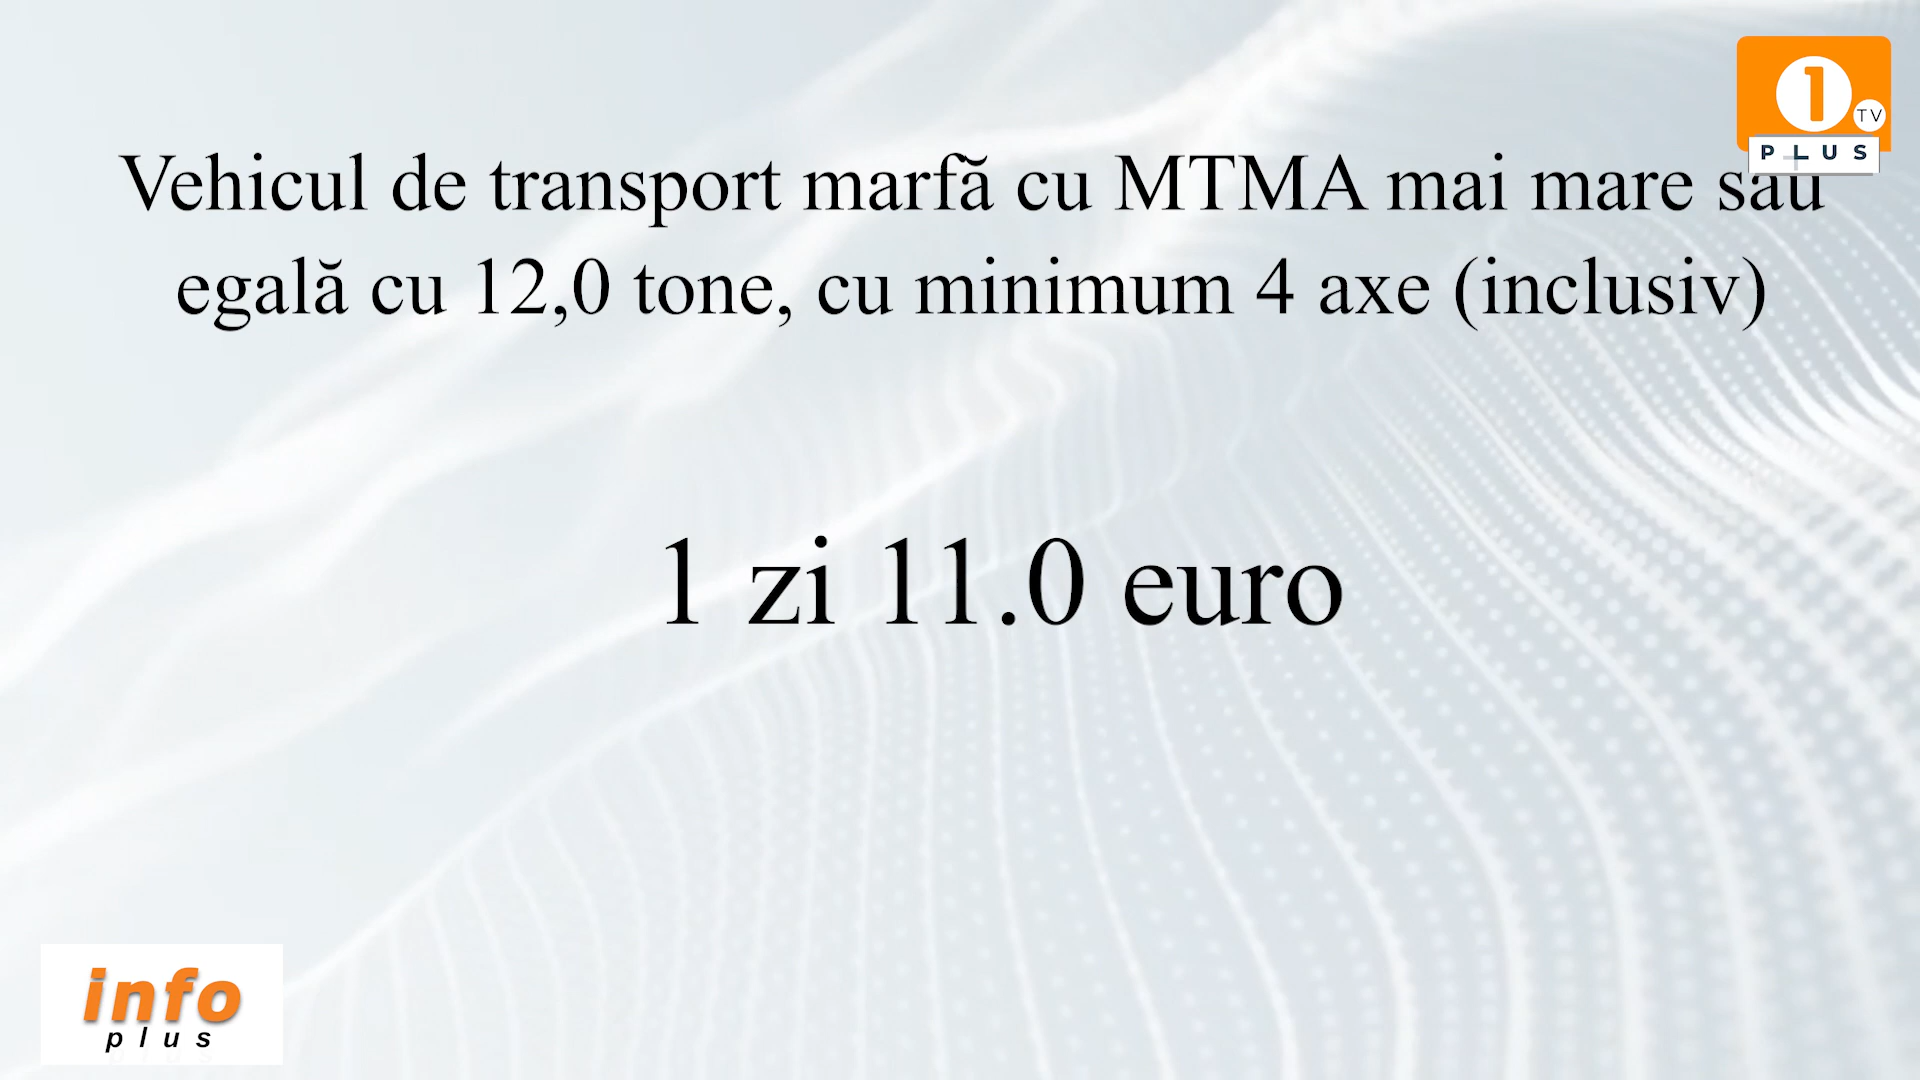 1
TV
PLUS
Vehicul de transport marfă cu MTMA mai mare sau
egală cu 12,0 tone, cu minimum 4 axe (inclusiv)
1 zi 11.0 euro
info
plus